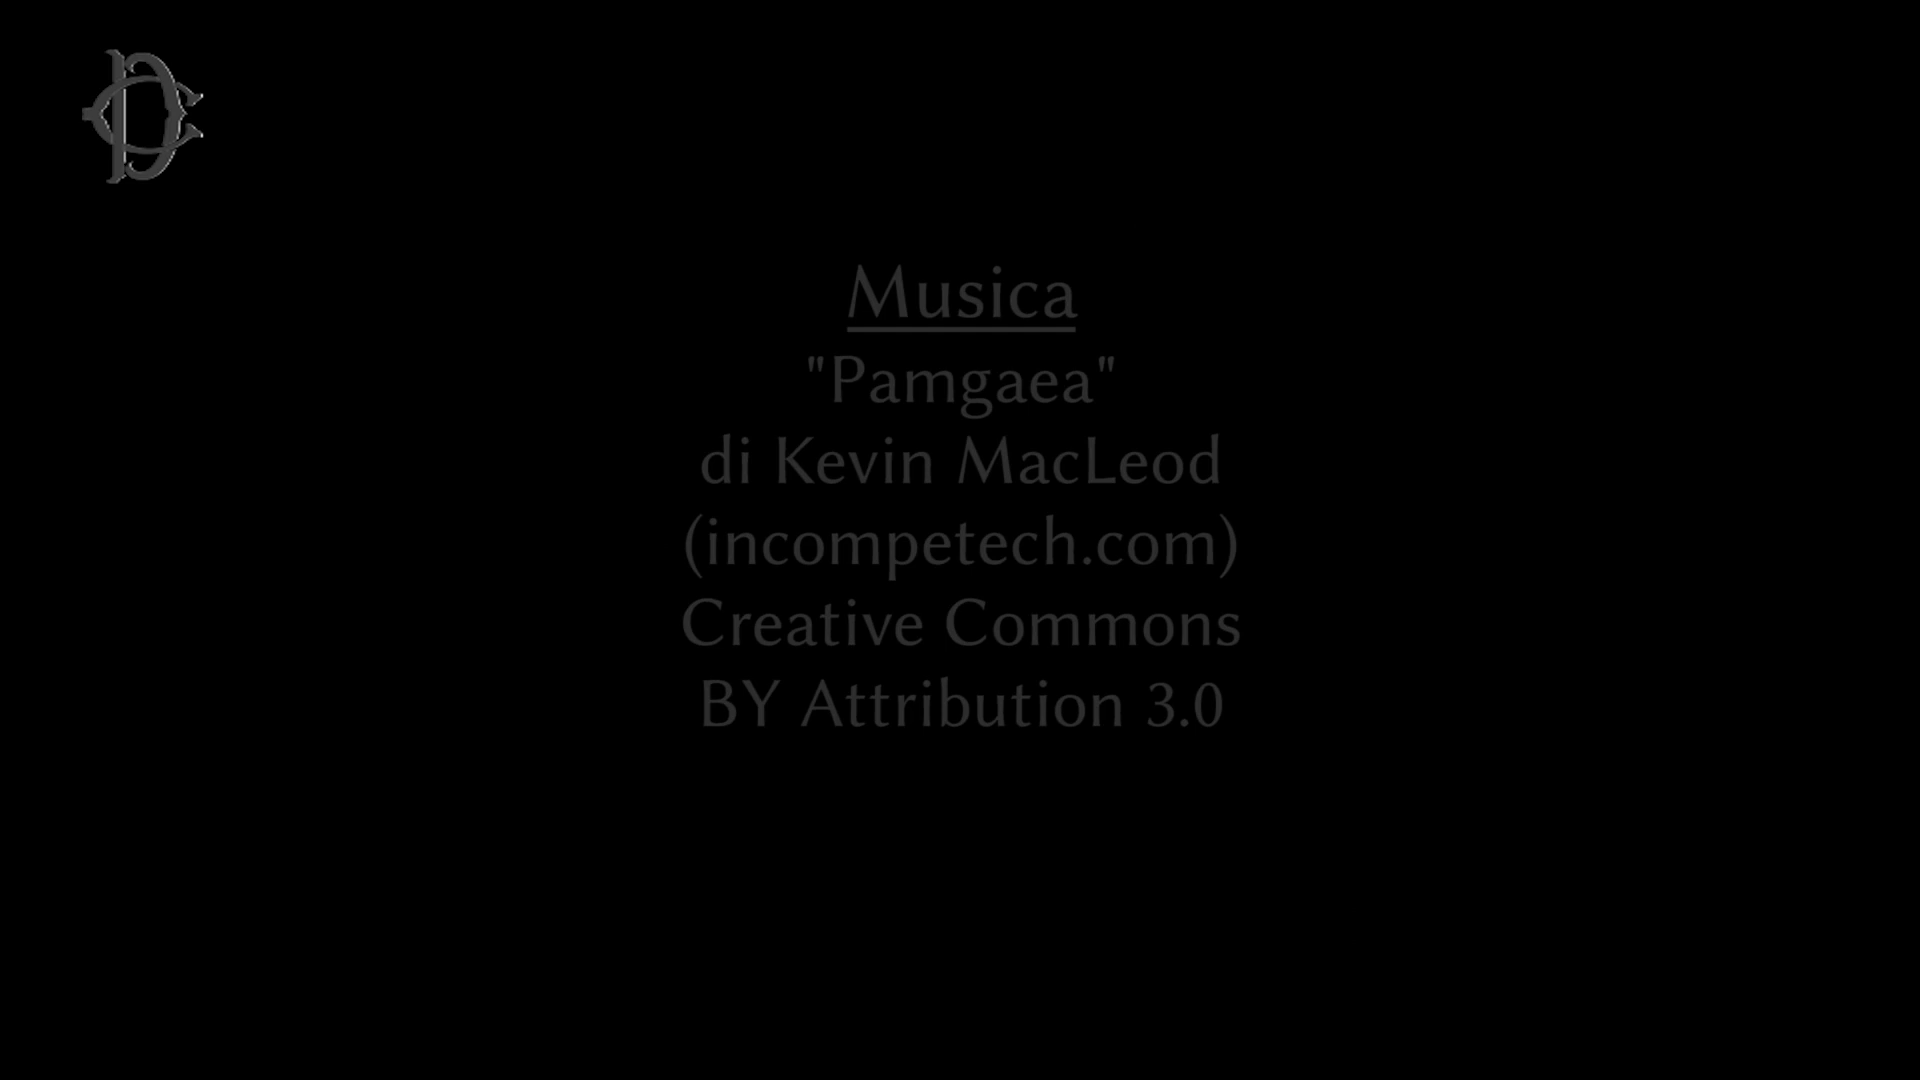 Musica
"Pamgaea"
di Kevin MacLeod
(incompetech.com)
Creative Commons
BY Attribution 3.0